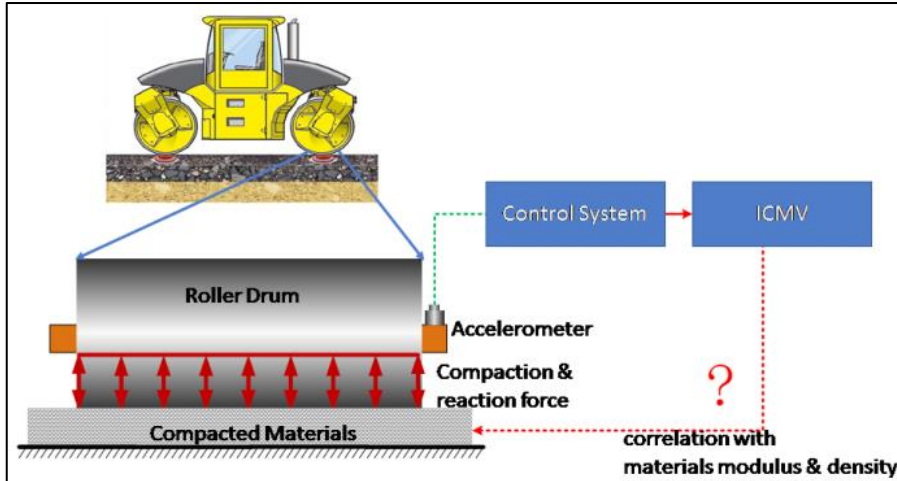 Control System
ICMV
Roller Drum
Accelerometer
Compaction &
reaction force
?
Compacted Materials
correlation with
materials modulus & density